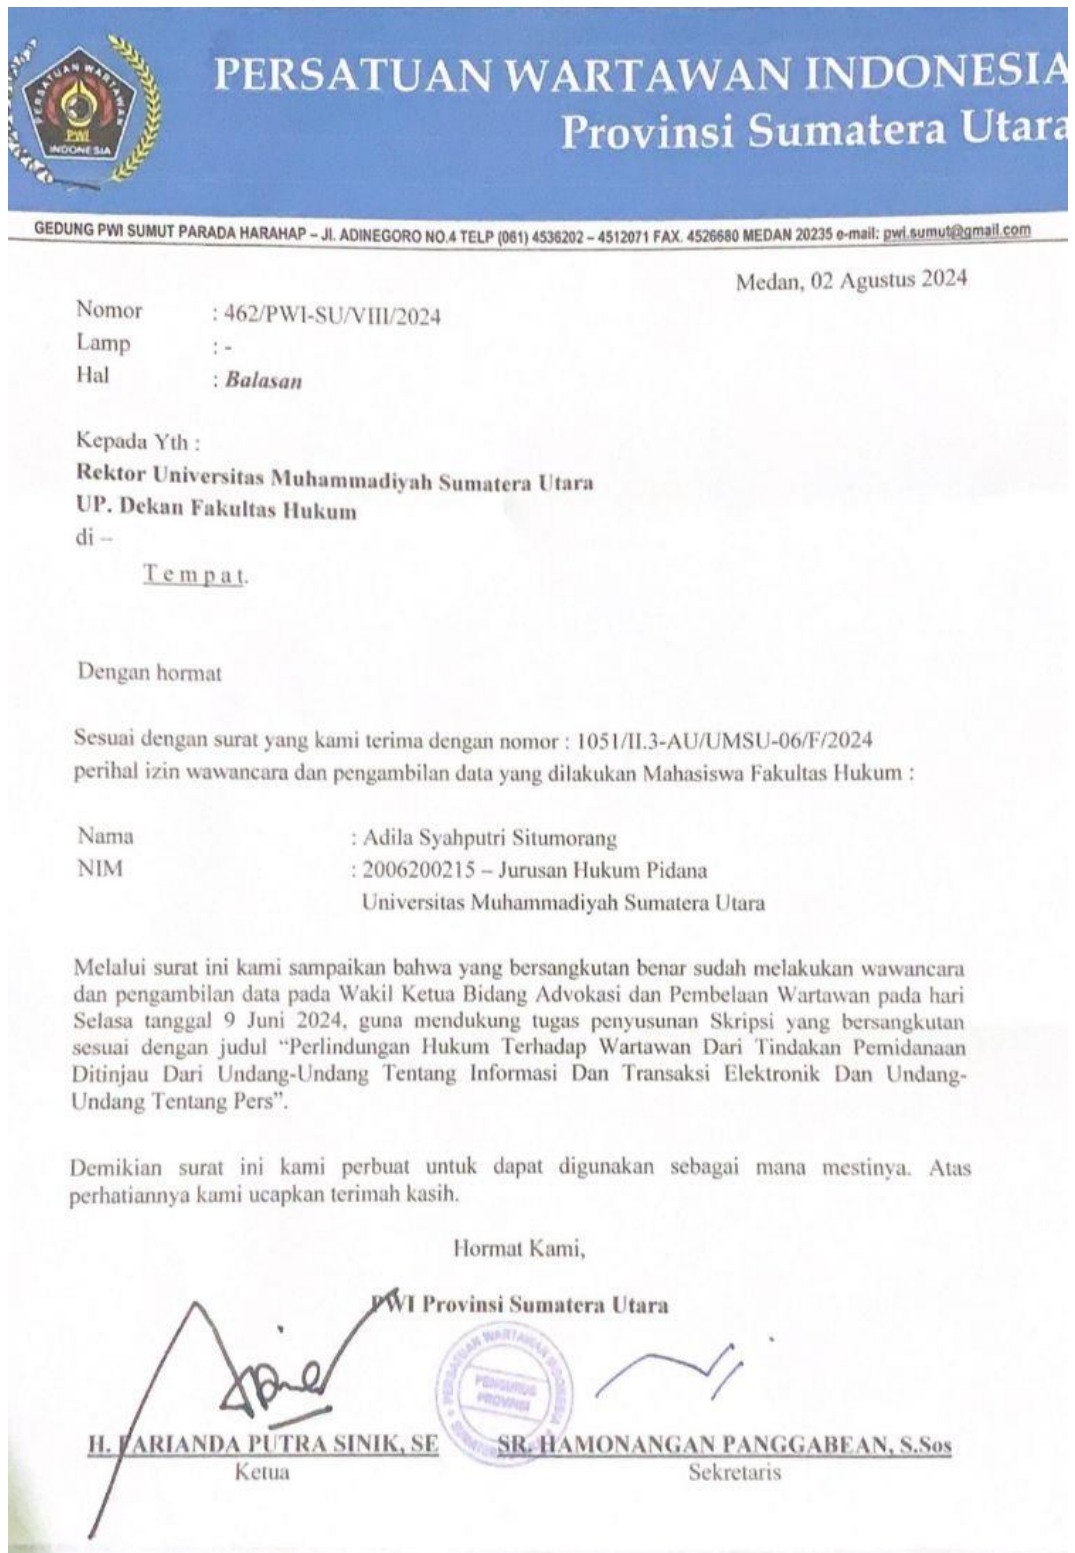 PERSATUAN WARTAWAN INDONESIA
Provinsi Sumatera Utara
PERSATUAN WARTAWAN
PWI
INDONESIA
GEDUNG PWI SUMUT PARADA HARAHAP – Jl. ADINEGORO NO.4 TELP (061) 4536202 – 4512071 FAX. 4526680 MEDAN 20235 e-mail: pwi.sumut@gmail.com
Medan, 02 Agustus 2024
Nomor : 462/PWI-SU/VIII/2024
Lamp : -
Hal : Balasan
Kepada Yth :
Rektor Universitas Muhammadiyah Sumatera Utara
UP. Dekan Fakultas Hukum
di –
T e m p a t.
Dengan hormat
Sesuai dengan surat yang kami terima dengan nomor : 1051/II.3-AU/UMSU-06/F/2024
perihal izin wawancara dan pengambilan data yang dilakukan Mahasiswa Fakultas Hukum :
Nama : Adila Syahputri Situmorang
NIM : 2006200215 – Jurusan Hukum Pidana
Universitas Muhammadiyah Sumatera Utara
Melalui surat ini kami sampaikan bahwa yang bersangkutan benar sudah melakukan wawancara
dan pengambilan data pada Wakil Ketua Bidang Advokasi dan Pembelaan Wartawan pada hari
Selasa tanggal 9 Juni 2024, guna mendukung tugas penyusunan Skripsi yang bersangkutan
sesuai dengan judul “Perlindungan Hukum Terhadap Wartawan Dari Tindakan Pemidanaan
Ditinjau Dari Undang-Undang Tentang Informasi Dan Transaksi Elektronik Dan Undang-
Undang Tentang Pers”.
Demikian surat ini kami perbuat untuk dapat digunakan sebagai mana mestinya. Atas
perhatiannya kami ucapkan terimah kasih.
Hormat Kami,
PWI Provinsi Sumatera Utara
PERSATUAN WARTAWAN INDONESIA
PENGURUS
PROVINSI
H. FARIANDA PUTRA SINIK, SE
Ketua
SR. HAMONANGAN PANGGABEAN, S.Sos
Sekretaris